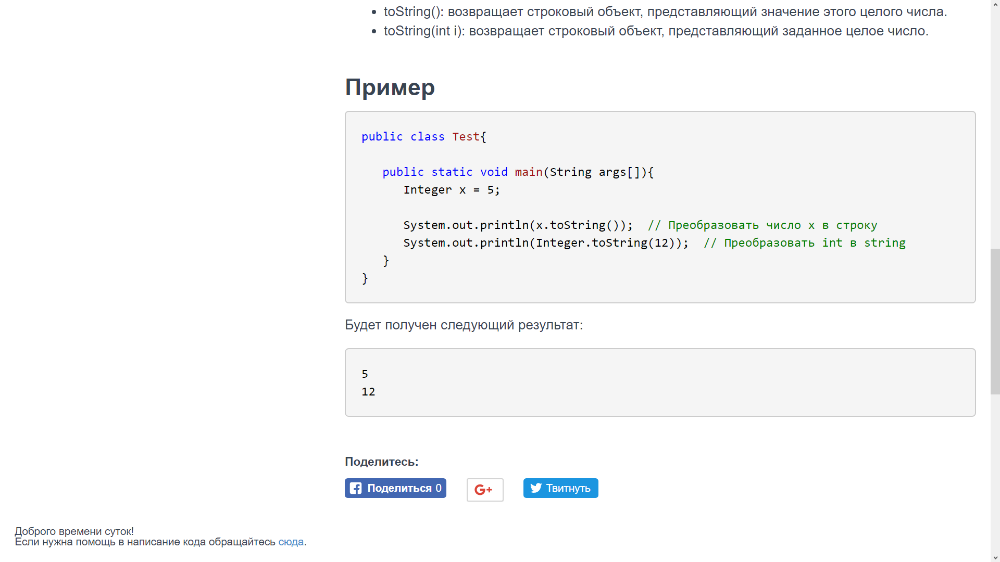 • toString(): возвращает строковый объект, представляющий значение этого целого числа.
• toString(int i): возвращает строковый объект, представляющий заданное целое число.
Пример
public class Test{
public static void main(String args[]){
Integer x = 5;
System.out.println(x.toString());  // Преобразовать число x в строку
System.out.println(Integer.toString(12));  // Преобразовать int в string
}
}
Будет получен следующий результат:
5
12
Поделитесь:
Поделиться 0
G+
Твитнуть
Доброго времени суток!
Если нужна помощь в написание кода обращайтесь сюда.